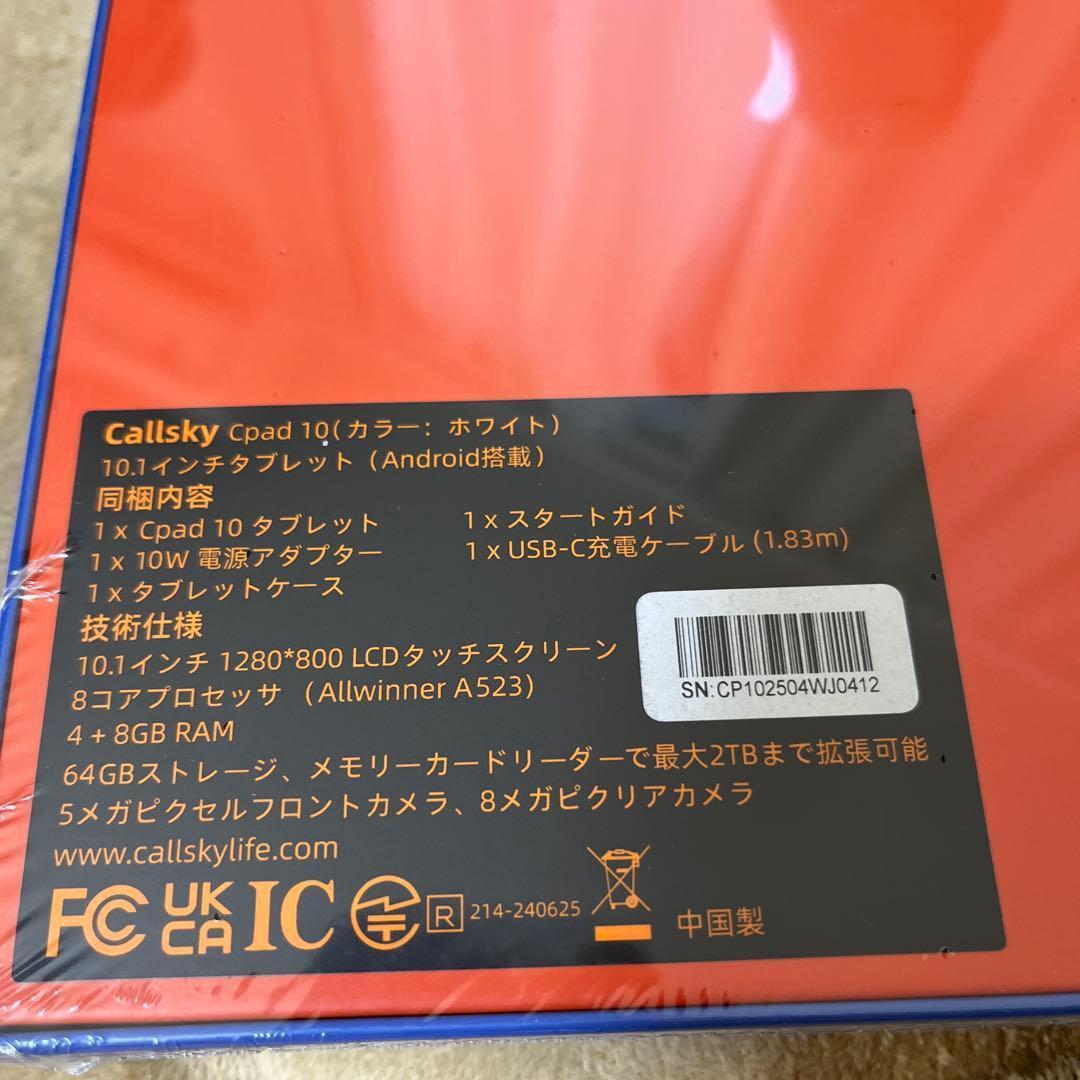 Callsky Cpad 10(カラー：ホワイト)
10.1インチタブレット（Android搭載）
同梱内容
1 x Cpad 10 タブレット
1 x スタートガイド
1 x 10W 電源アダプター
1 x USB-C充電ケーブル (1.83m)
1 x タブレットケース
技術仕様
10.1インチ 1280*800 LCDタッチスクリーン
8コアプロセッサ （Allwinner A523)
4 + 8GB RAM
64GBストレージ、メモリーカードリーダーで最大2TBまで拡張可能
5メガピクセルフロントカメラ、8メガピクリアカメラ
www.callskylife.com
SN:CP102504WJ0412
FC UK CA IC R 214-240625 中国製